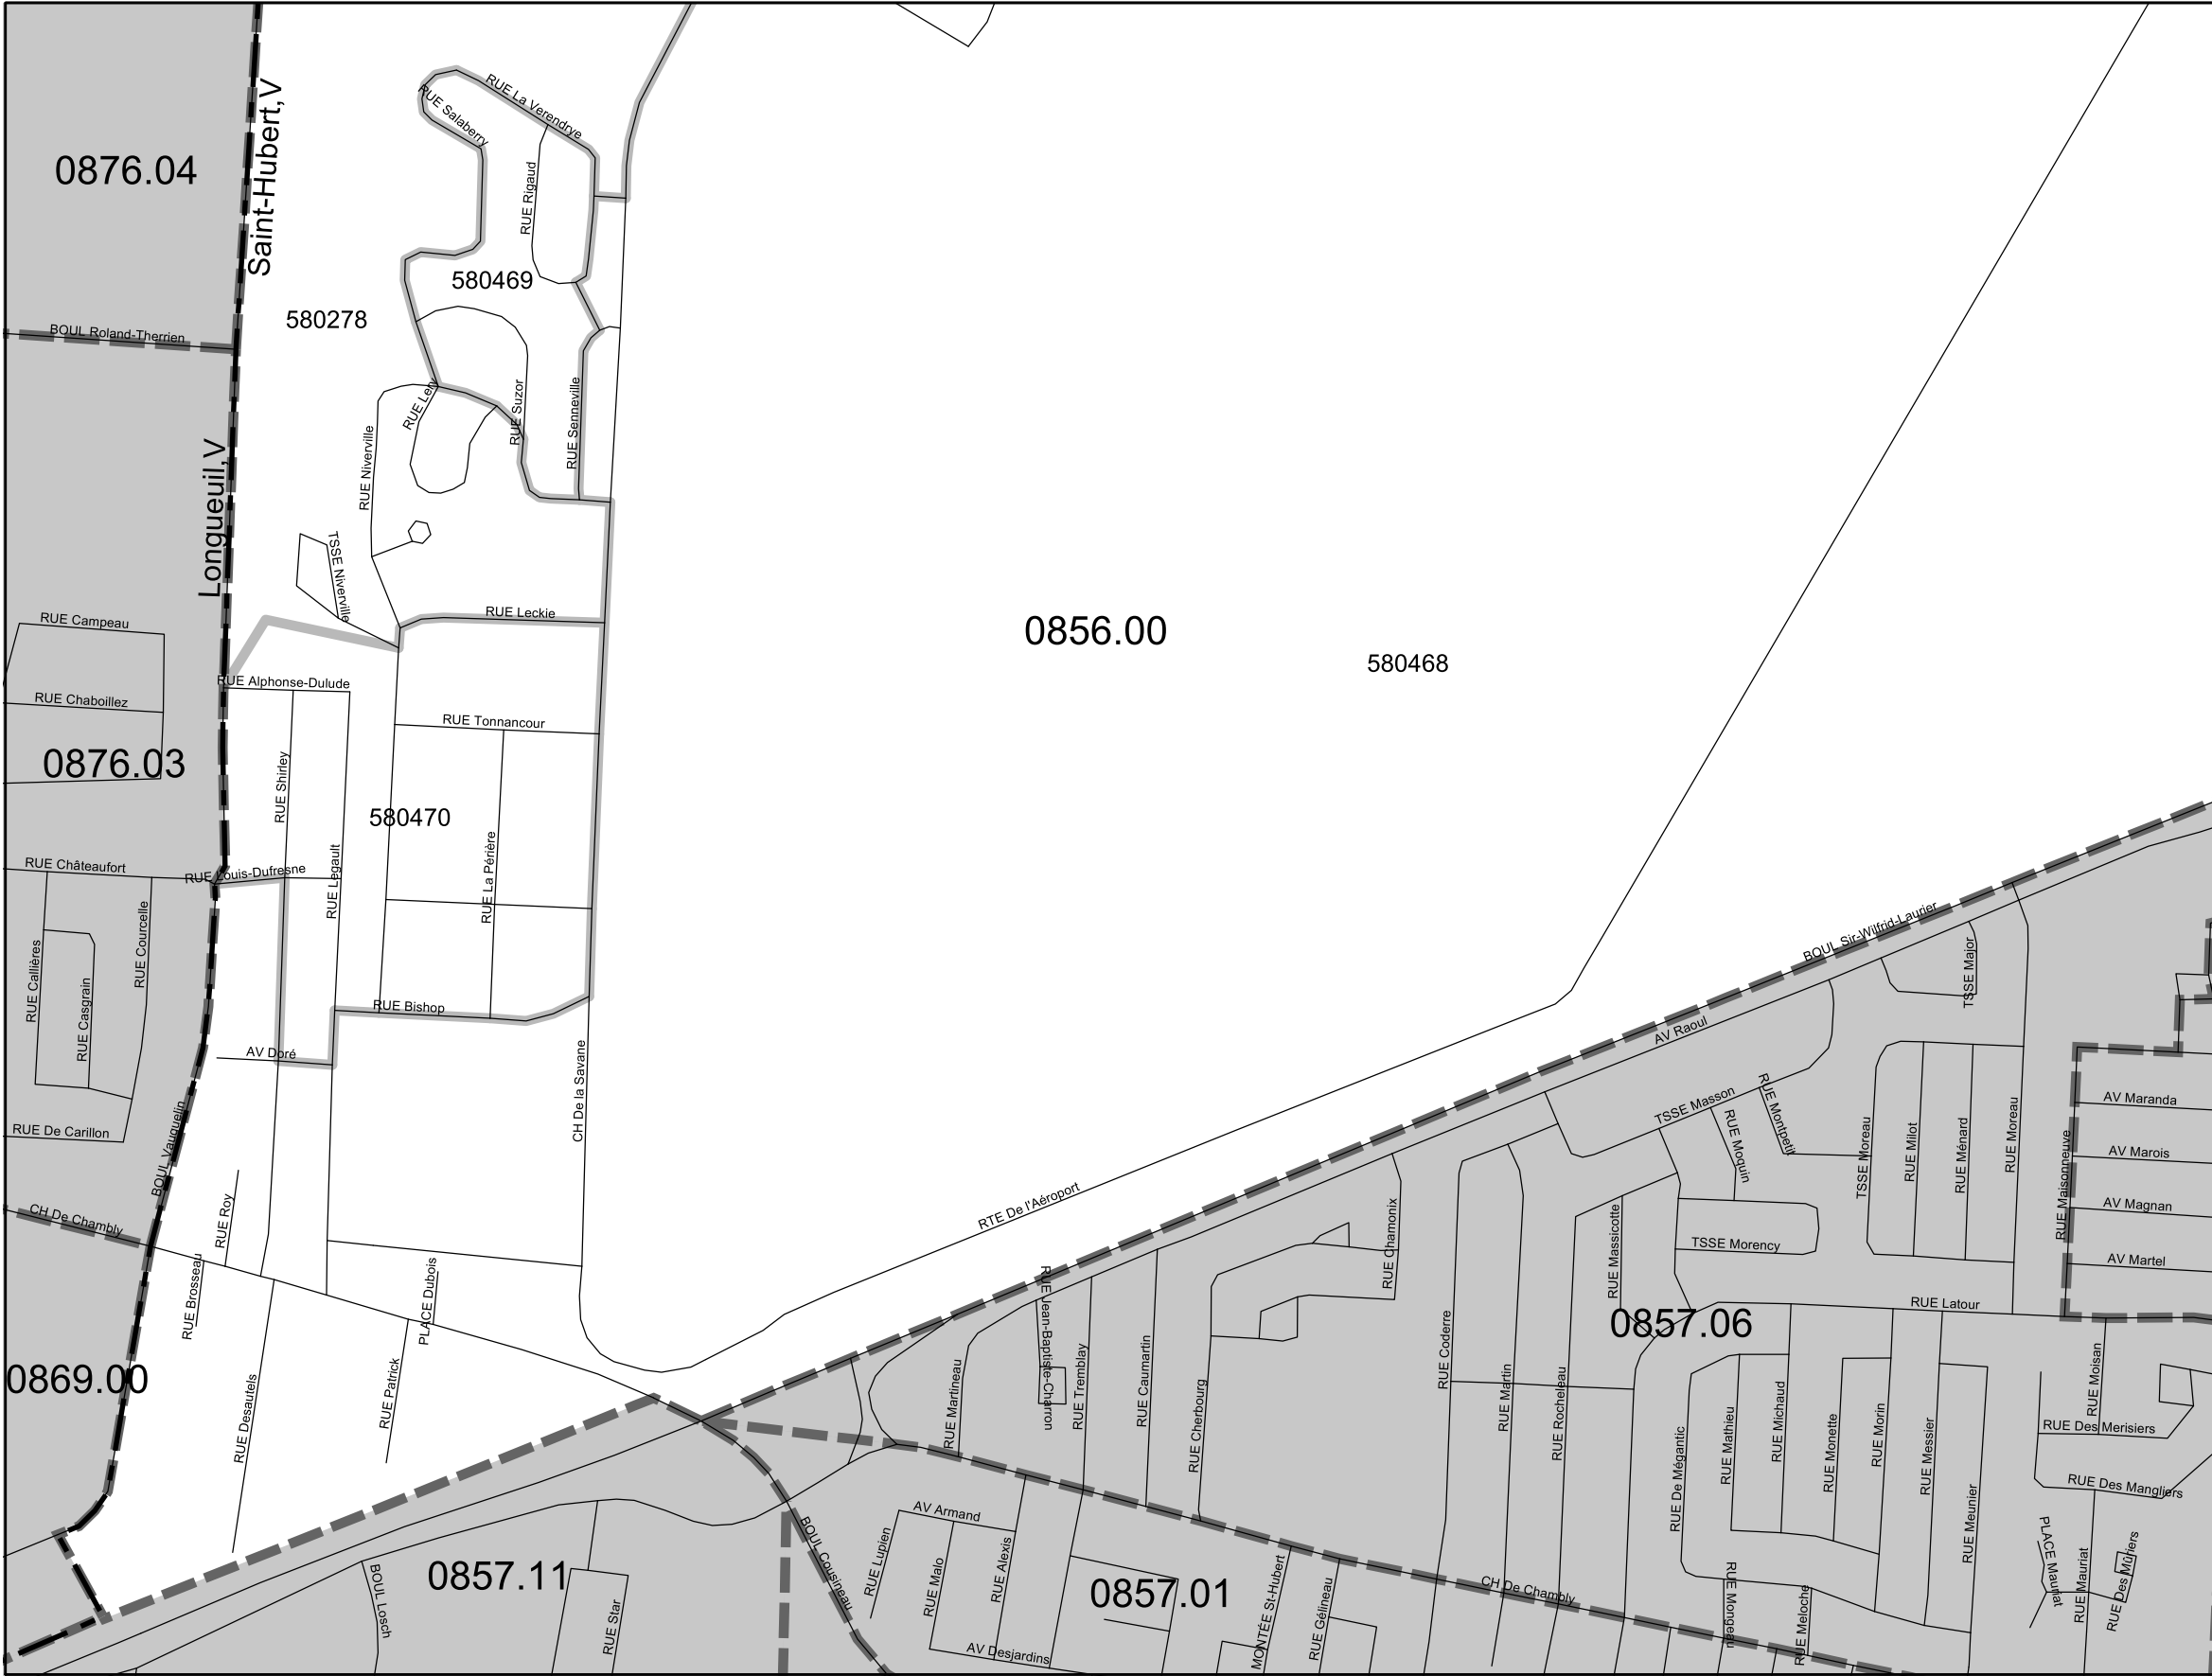 0876.04
Saint-Hubert,V
RUE La Verendrye
RUE Salaberry
RUE Rigaud
580469
580278
BOUL Roland-Therrien
RUE Lery
RUE Suzor
RUE Senneville
RUE Niverville
Longueuil,V
TSSE Niverville
RUE Leckie
RUE Campeau
0856.00
580468
RUE Alphonse-Dulude
RUE Chaboillez
RUE Tonnancour
0876.03
RUE Shirley
580470
RUE La Périère
RUE Legault
RUE Châteaufort
RUE Louis-Dufresne
RUE Courcelle
RUE Callières
RUE Casgrain
RUE Bishop
AV Doré
CH De la Savane
BOUL Sir-Wilfrid-Laurier
TSSE Major
AV Raoul
RUE De Carillon
BOUL Vauquelin
TSSE Masson
RUE Montpetit
RUE Moquin
TSSE Moreau
RUE Milot
RUE Ménard
RUE Moreau
RUE Maisonneuve
AV Maranda
AV Marois
AV Magnan
AV Martel
CH De Chambly
RUE Roy
RUE Brosseau
PLACE Dubois
RTE De l'Aéroport
RUE Chamonix
RUE Massicotte
TSSE Morency
RUE Latour
0857.06
0869.00
RUE Desautels
RUE Patrick
RUE Jean-Baptiste-Charron
RUE Martineau
RUE Tremblay
RUE Caumartin
RUE Cherbourg
RUE Coderre
RUE Martin
RUE Rocheleau
RUE De Mégantic
RUE Mathieu
RUE Michaud
RUE Monette
RUE Morin
RUE Messier
RUE Meunier
RUE Moisan
RUE Des Merisiers
RUE Des Mangliers
PLACE Mauriat
RUE Mauriat
RUE Des Mûriers
0857.11
BOUL Losch
RUE Star
BOUL Cousineau
RUE Lupien
AV Armand
RUE Malo
RUE Alexis
AV Desjardins
0857.01
MONTÉE St-Hubert
RUE Gélineau
CH De Chambly
RUE Mongeau
RUE Meloche